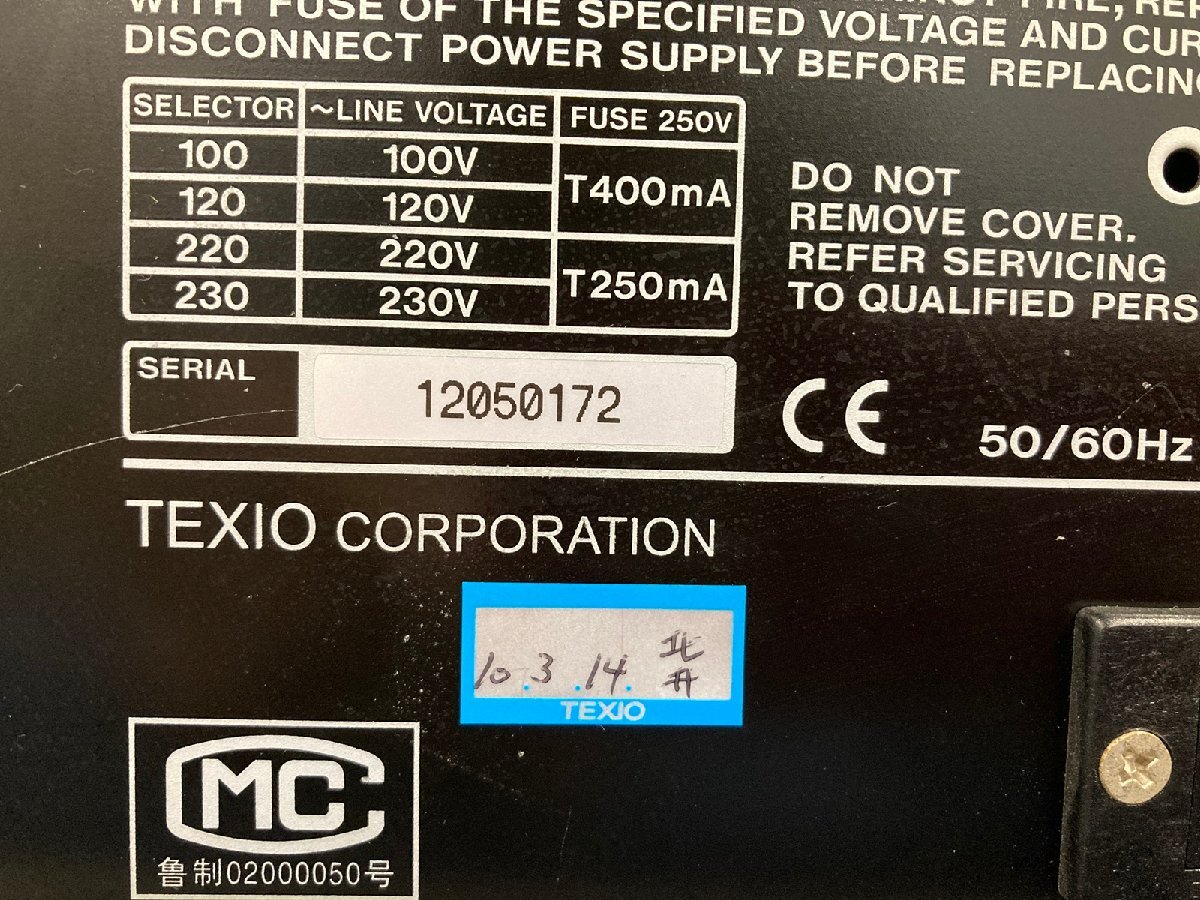 WITH FUSE OF THE SPECIFIED VOLTAGE AND CUR
DISCONNECT POWER SUPPLY BEFORE REPLACING
SELECTOR ~LINE VOLTAGE FUSE 250V
100 100V
T400mA
120 120V
220 220V
T250mA
230 230V
DO NOT
REMOVE COVER.
REFER SERVICING
TO QUALIFIED PERS
SERIAL 12050172
CE 50/60Hz
TEXIO CORPORATION
10.3.14. 北井
TEXIO
MC
鲁制02000050号